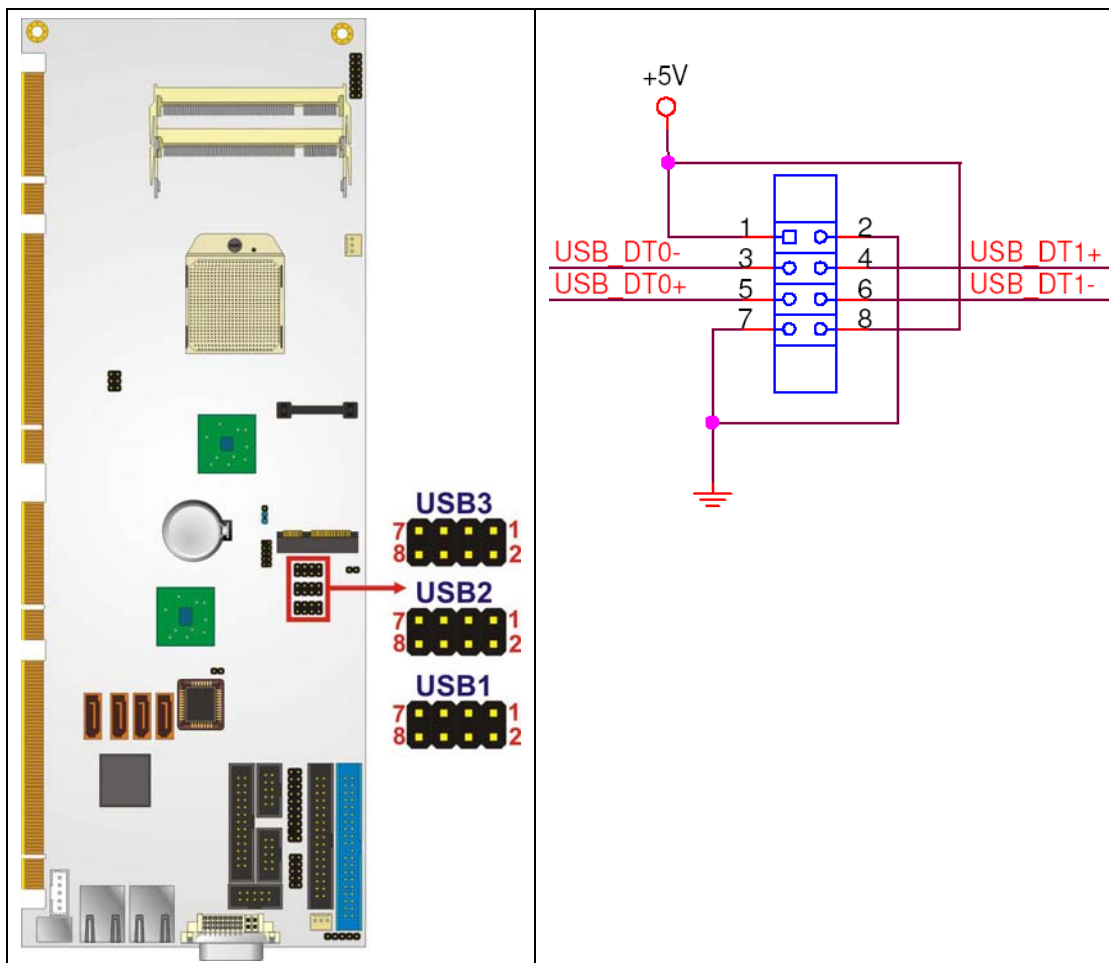 USB3
7 1
8 2
USB2
7 1
8 2
USB1
7 1
8 2
+5V
1 2
USB_DT0- 3 4 USB_DT1+
USB_DT0+ 5 6 USB_DT1-
7 8